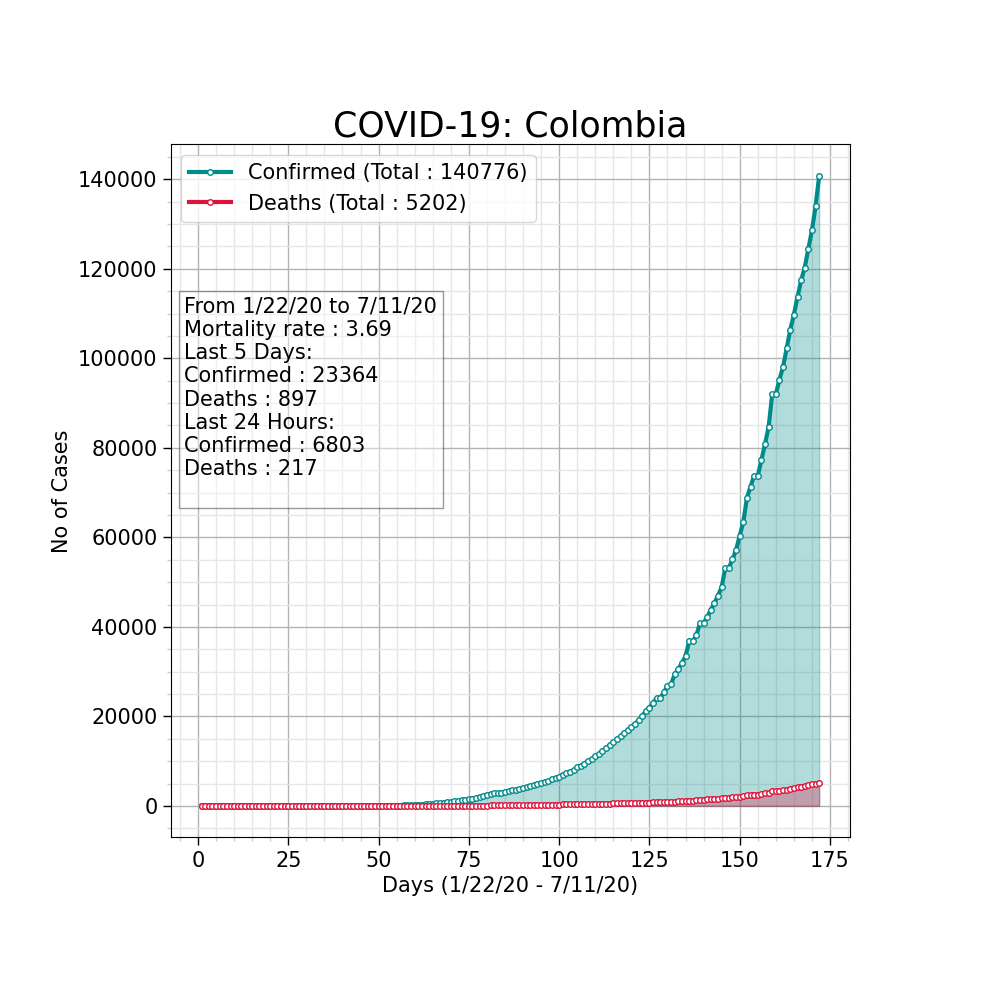 COVID-19: Colombia
Confirmed (Total : 140776)
Deaths (Total : 5202)
From 1/22/20 to 7/11/20
Mortality rate : 3.69
Last 5 Days:
Confirmed : 23364
Deaths : 897
Last 24 Hours:
Confirmed : 6803
Deaths : 217
No of Cases
140000
120000
100000
80000
60000
40000
20000
0
0 25 50 75 100 125 150 175
Days (1/22/20 - 7/11/20)